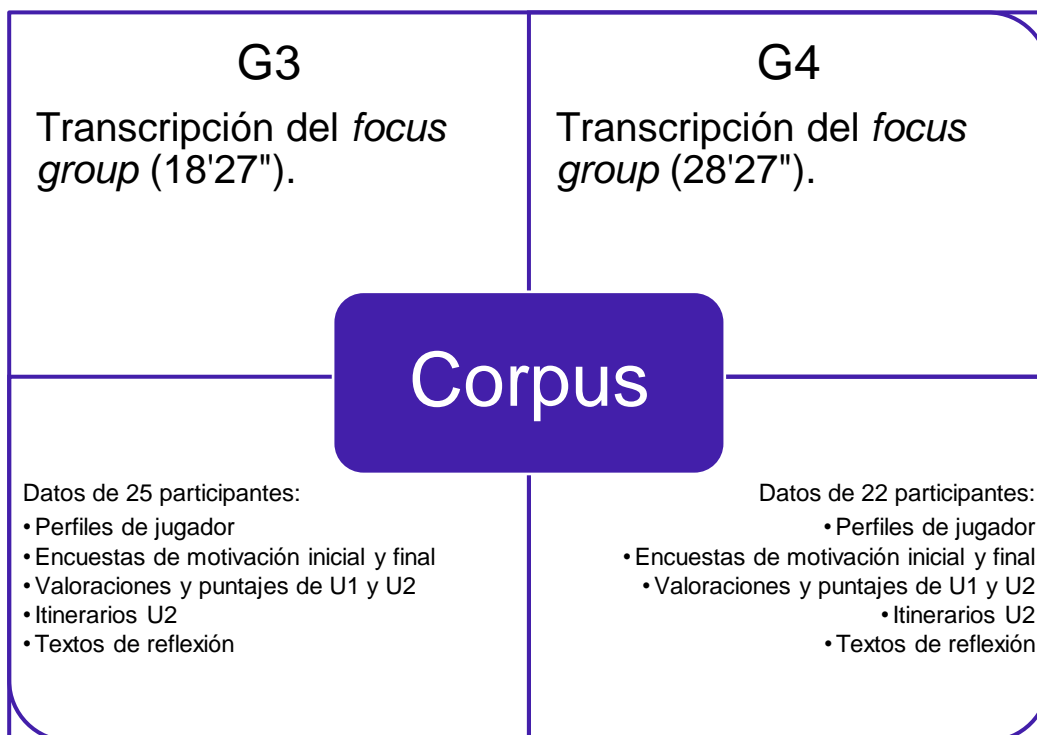 G3
Transcripción del focus
group (18'27").
G4
Transcripción del focus
group (28'27").
Corpus
Datos de 25 participantes:
• Perfiles de jugador
• Encuestas de motivación inicial y final
• Valoraciones y puntajes de U1 y U2
• Itinerarios U2
• Textos de reflexión
Datos de 22 participantes:
• Perfiles de jugador
• Encuestas de motivación inicial y final
• Valoraciones y puntajes de U1 y U2
• Itinerarios U2
• Textos de reflexión